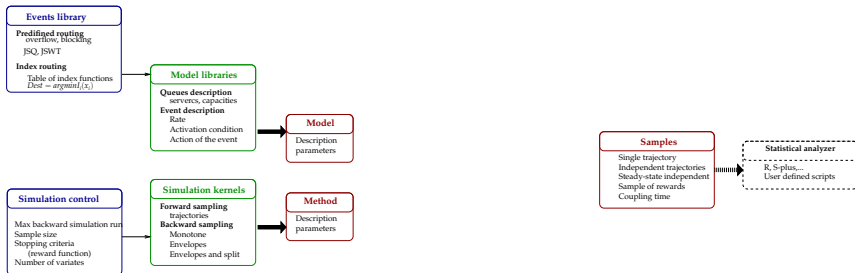 Events library
Predifined routing
overflow, blocking
JSQ, JSWT
Index routing
Table of index functions
Dest = argminI_i(x_i)
Model libraries
Queues description
servercs, capacities
Event description
Rate
Activation condition
Action of the event
Model
Description
parameters
Simulation control
Max backward simulation run
Sample size
Stopping criteria
(reward function)
Number of variates
Simulation kernels
Forward sampling
trajectories
Backward sampling
Monotone
Envelopes
Envelopes and split
Method
Description
parameters
Samples
Single trajectory
Independent trajectories
Steady-state independent
Sample of rewards
Coupling time
Statistical analyzer
R, S-plus,...
User defined scripts